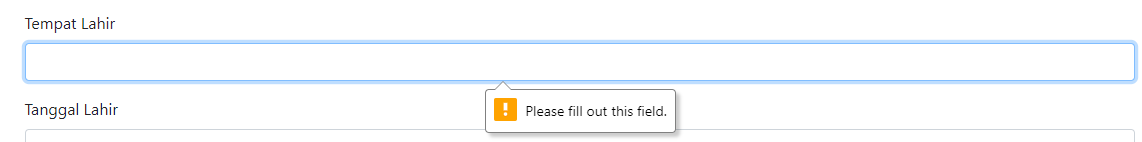 Tempat Lahir
Please fill out this field.
Tanggal Lahir